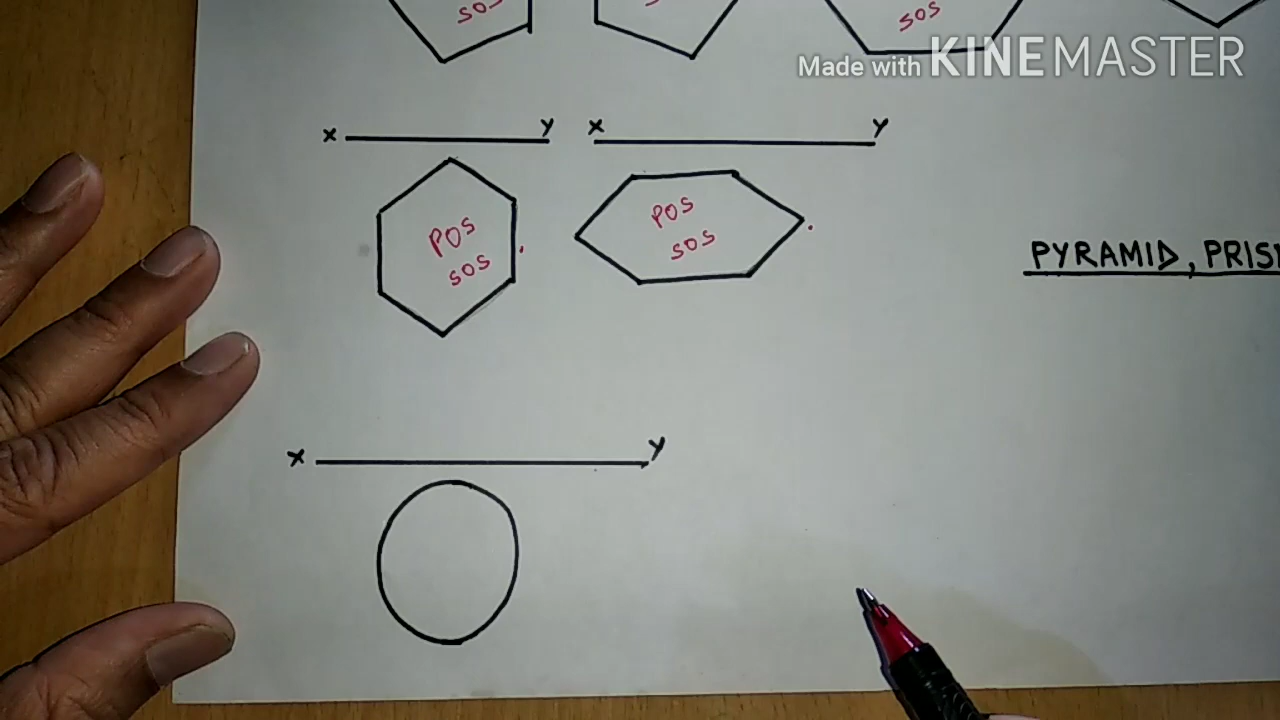 sos
sos
Made with KINEMASTER
x y x y
POS
sos
POS
sos
PYRAMID, PRIS
x y